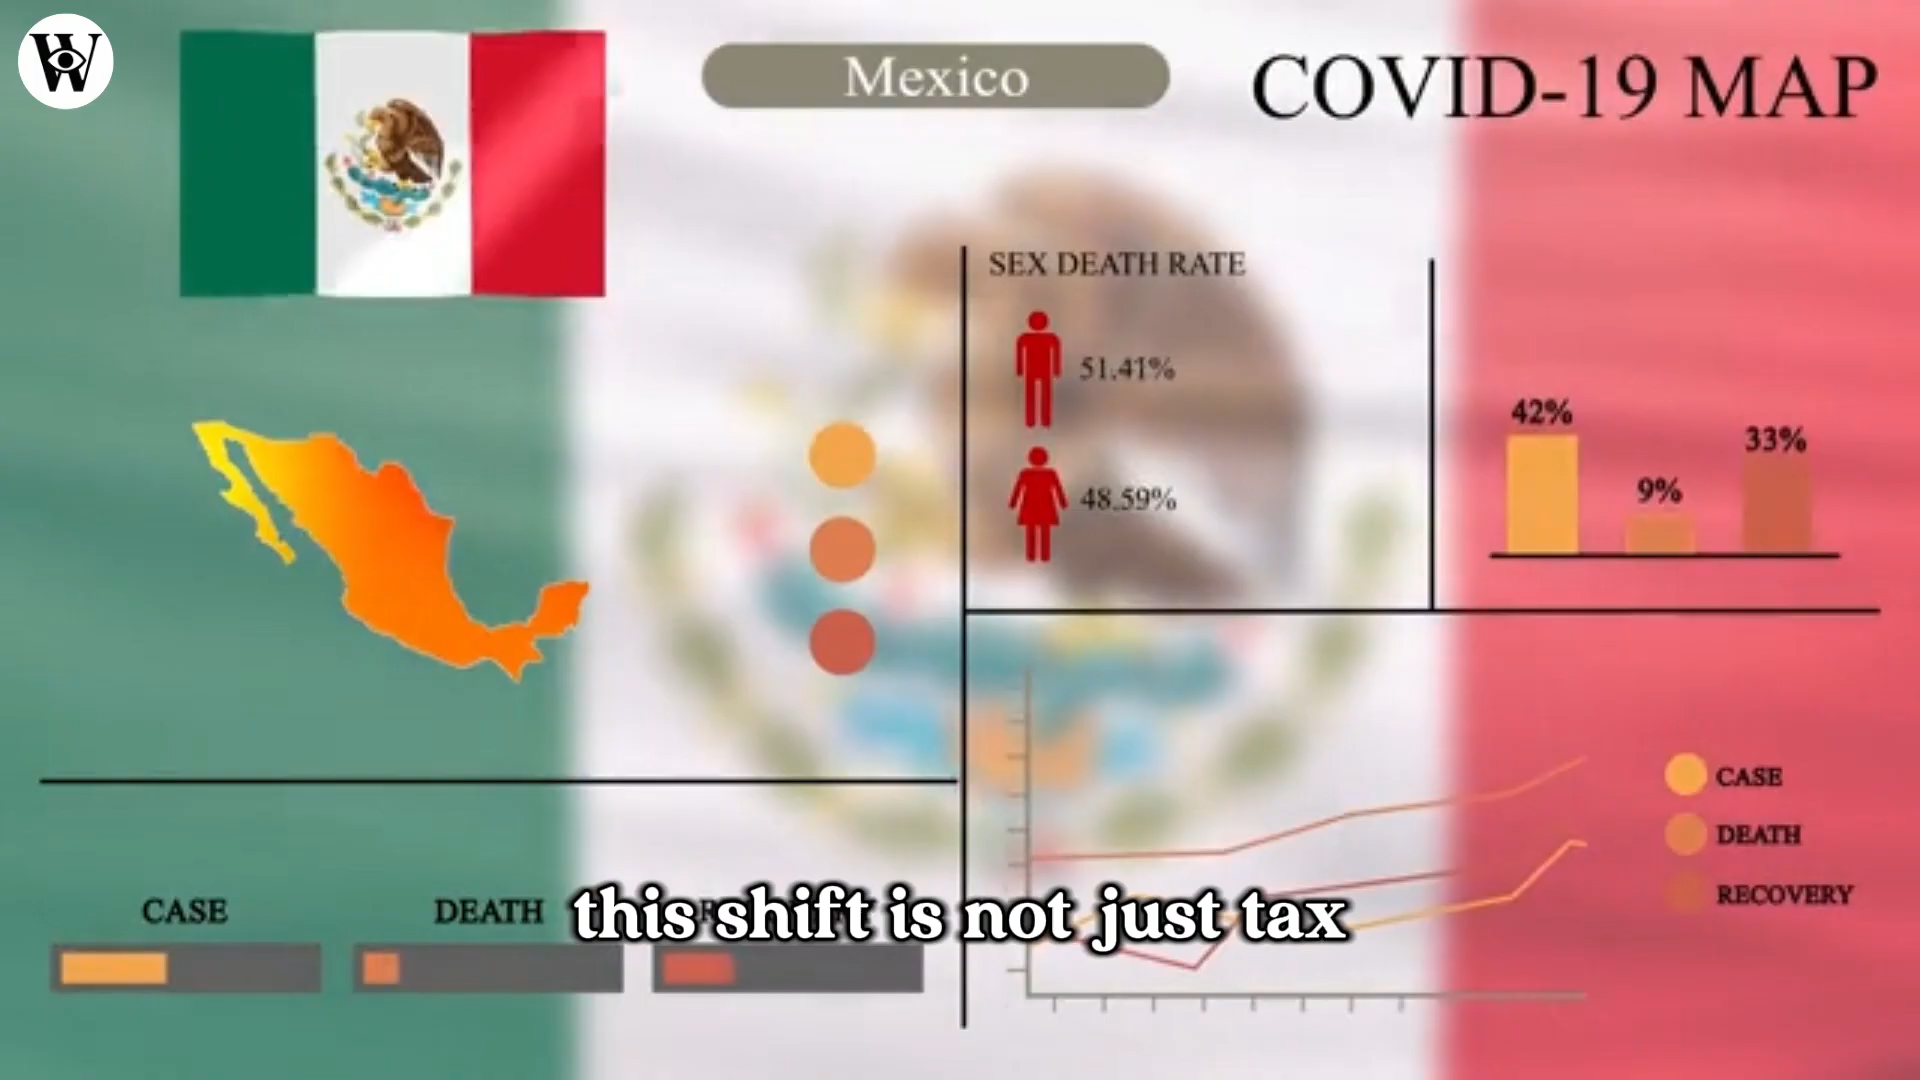 W
Mexico
COVID-19 MAP
SEX DEATH RATE
51.41%
48.59%
42%
9%
33%
CASE
DEATH
RECOVERY
CASE
DEATH
this shift is not just tax